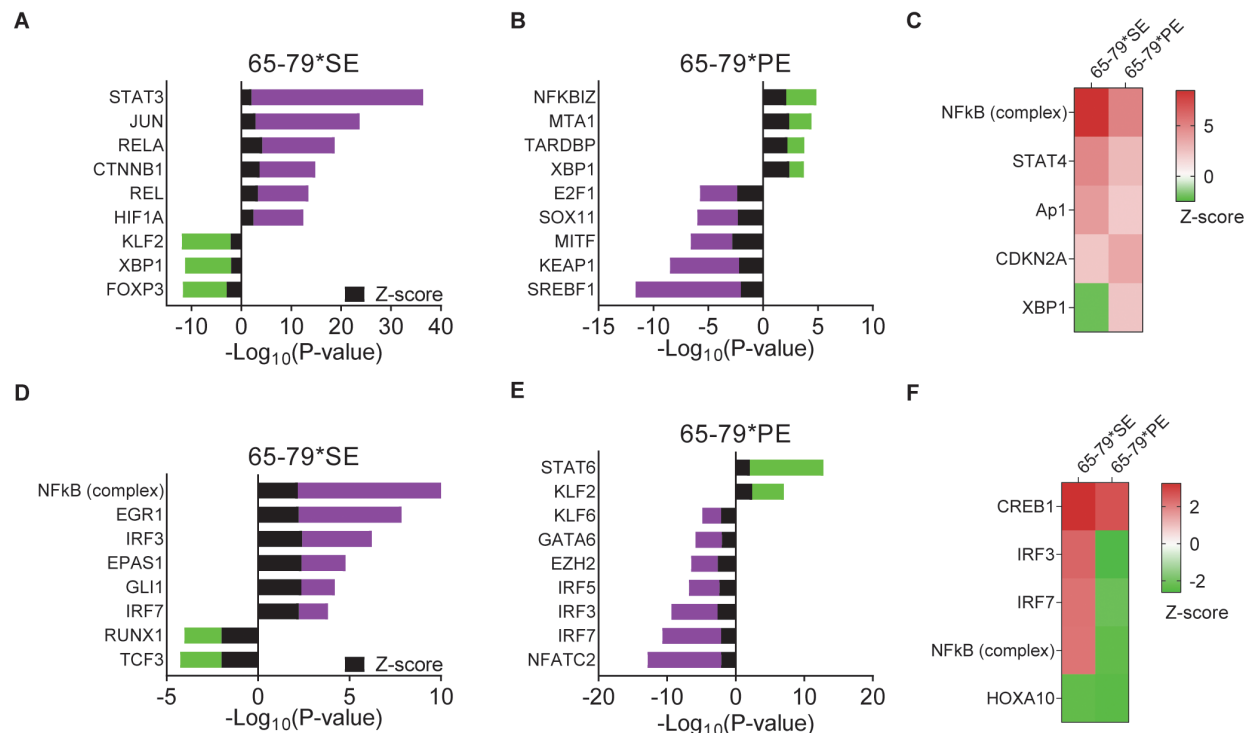 A
65-79*SE
STAT3
JUN
RELA
CTNNB1
REL
HIF1A
KLF2
XBP1
FOXP3
Z-score
-10 0 10 20 30 40
-Log10(P-value)
B
65-79*PE
NFKBIZ
MTA1
TARDBP
XBP1
E2F1
SOX11
MITF
KEAP1
SREBF1
-15 -10 -5 0 5 10
-Log10(P-value)
C
65-79*SE
65-79*PE
NFkB (complex)
STAT4
Ap1
CDKN2A
XBP1
5
0
Z-score
D
65-79*SE
NFkB (complex)
EGR1
IRF3
EPAS1
GLI1
IRF7
RUNX1
TCF3
Z-score
-5 0 5 10
-Log10(P-value)
E
65-79*PE
STAT6
KLF2
KLF6
GATA6
EZH2
IRF5
IRF3
IRF7
NFATC2
-20 -10 0 10 20
-Log10(P-value)
F
65-79*SE
65-79*PE
CREB1
IRF3
IRF7
NFkB (complex)
HOXA10
2
0
-2
Z-score